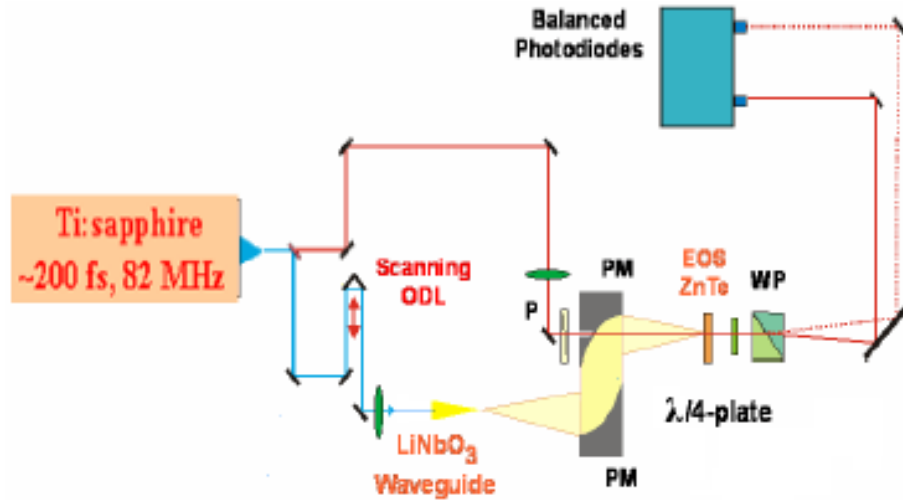 Balanced
Photodiodes
Ti:sapphire
~200 fs, 82 MHz
Scanning
ODL
PM
P
EOS
ZnTe
WP
λ/4-plate
LiNbO₃
Waveguide
PM